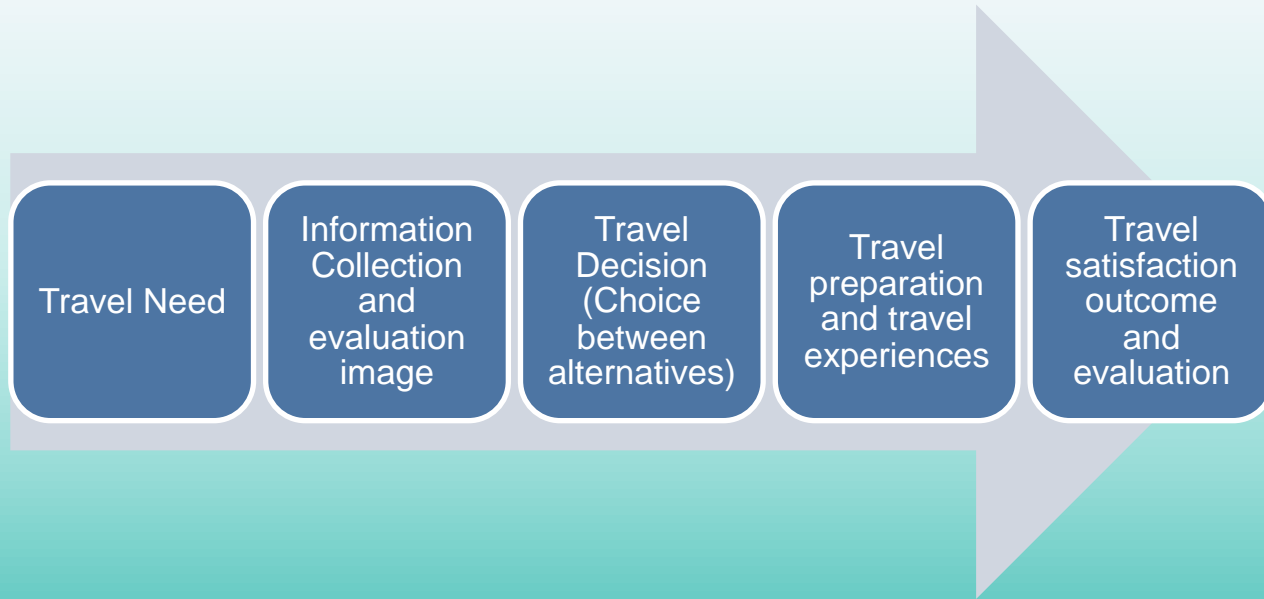 Travel Need
Information
Collection
and
evaluation
image
Travel
Decision
(Choice
between
alternatives)
Travel
preparation
and travel
experiences
Travel
satisfaction
outcome
and
evaluation